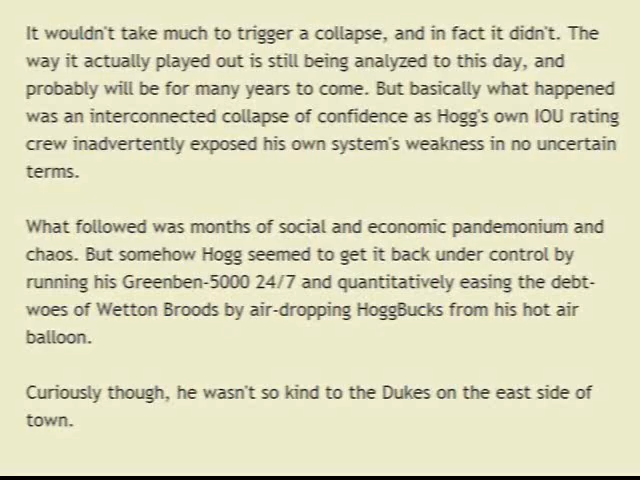 It wouldn't take much to trigger a collapse, and in fact it didn't. The
way it actually played out is still being analyzed to this day, and
probably will be for many years to come. But basically what happened
was an interconnected collapse of confidence as Hogg's own IOU rating
crew inadvertently exposed his own system's weakness in no uncertain
terms.
What followed was months of social and economic pandemonium and
chaos. But somehow Hogg seemed to get it back under control by
running his Greenben-5000 24/7 and quantitatively easing the debt-
woes of Wetton Broods by air-dropping HoggBucks from his hot air
balloon.
Curiously though, he wasn't so kind to the Dukes on the east side of
town.